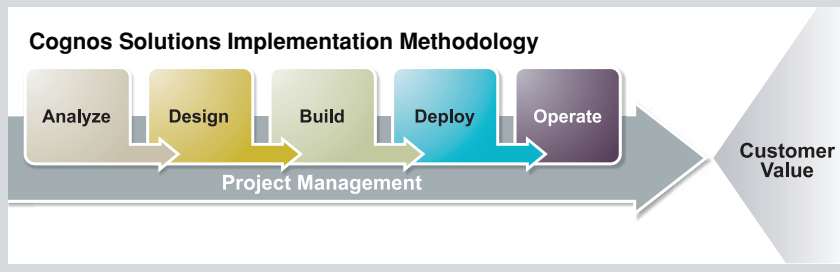 Cognos Solutions Implementation Methodology
Analyze
Design
Build
Deploy
Operate
Project Management
Customer
Value